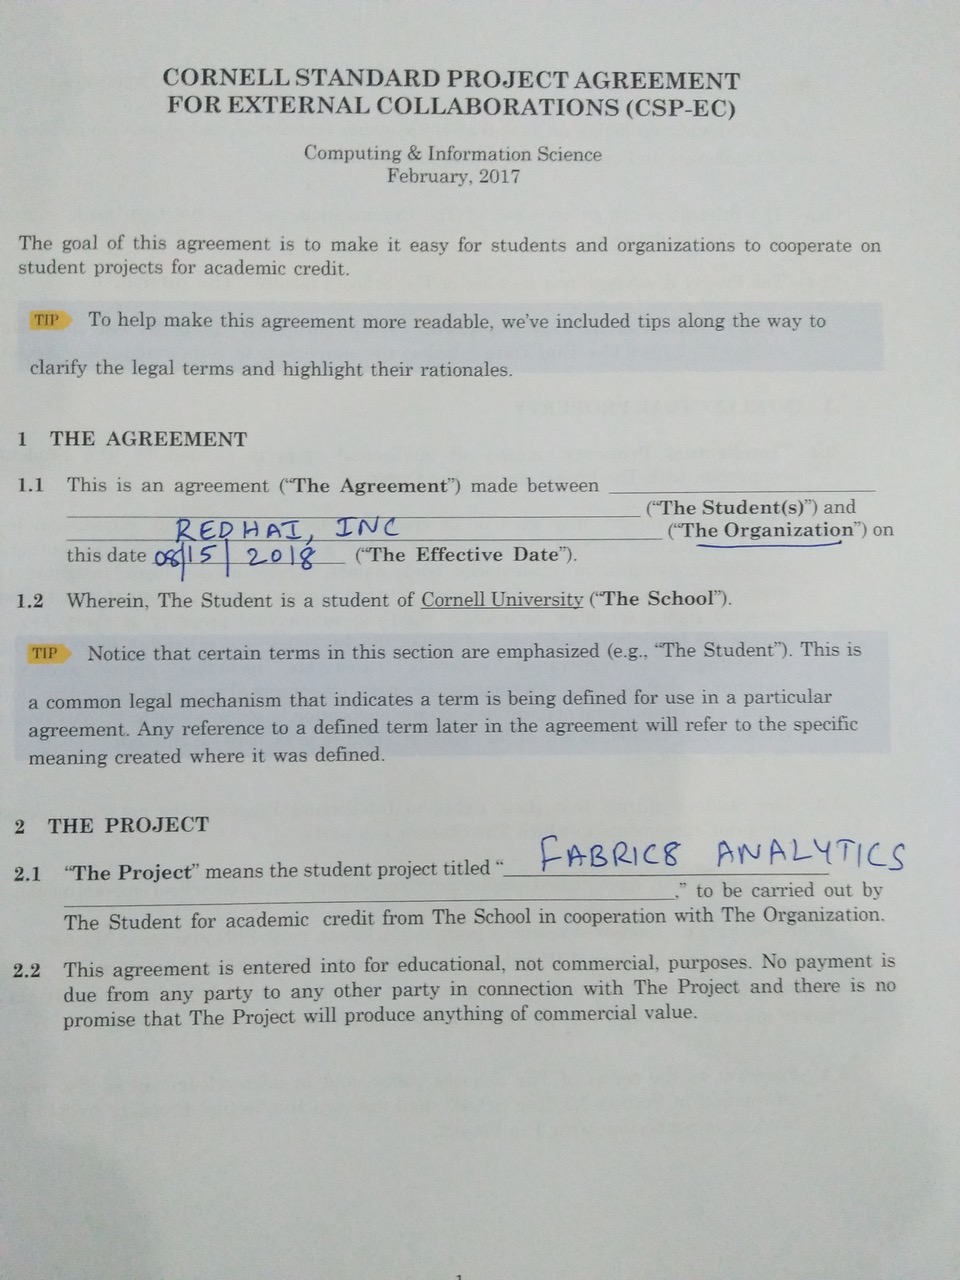 CORNELL STANDARD PROJECT AGREEMENT
FOR EXTERNAL COLLABORATIONS (CSP-EC)
Computing & Information Science
February, 2017
The goal of this agreement is to make it easy for students and organizations to cooperate on
student projects for academic credit.
TIP To help make this agreement more readable, we've included tips along the way to
clarify the legal terms and highlight their rationales.
1 THE AGREEMENT
1.1 This is an agreement ("The Agreement") made between
("The Student(s)") and
REDHAI, INC ("The Organization") on
this date 08|15|2018 ("The Effective Date").
1.2 Wherein, The Student is a student of Cornell University ("The School").
TIP Notice that certain terms in this section are emphasized (e.g., "The Student"). This is
a common legal mechanism that indicates a term is being defined for use in a particular
agreement. Any reference to a defined term later in the agreement will refer to the specific
meaning created where it was defined.
2 THE PROJECT
2.1 "The Project" means the student project titled " FABRIC8 ANALYTICS
," to be carried out by
The Student for academic credit from The School in cooperation with The Organization.
2.2 This agreement is entered into for educational, not commercial, purposes. No payment is
due from any party to any other party in connection with The Project and there is no
promise that The Project will produce anything of commercial value.
1